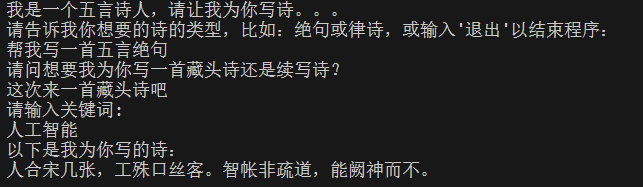 我是一个五言诗人，请让我为你写诗。。。
请告诉我你想要的诗的类型，比如：绝句或律诗，或输入'退出'以结束程序：
帮我写一首五言绝句
请问想要我为你写一首藏头诗还是续写诗？
这次来一首藏头诗吧
请输入关键词：
人工智能
以下是我为你写的诗：
人合宋几张，工殊口丝客。智帐非疏道，能阙神而不。